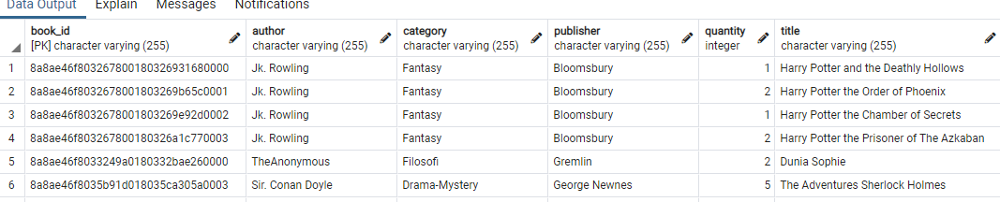 Data Output Explain Messages Notifications
book_id author category publisher quantity title
[PK] character varying (255) character varying (255) character varying (255) character varying (255) integer character varying (255)
1 8a8ae46f803267800180326931680000 Jk. Rowling Fantasy Bloomsbury 1 Harry Potter and the Deathly Hollows
2 8a8ae46f8032678001803269b65c0001 Jk. Rowling Fantasy Bloomsbury 2 Harry Potter the Order of Phoenix
3 8a8ae46f8032678001803269e92d0002 Jk. Rowling Fantasy Bloomsbury 1 Harry Potter the Chamber of Secrets
4 8a8ae46f803267800180326a1c770003 Jk. Rowling Fantasy Bloomsbury 2 Harry Potter the Prisoner of The Azkaban
5 8a8ae46f8033249a0180332bae260000 TheAnonymous Filosofi Gremlin 2 Dunia Sophie
6 8a8ae46f8035b91d018035ca305a0003 Sir. Conan Doyle Drama-Mystery George Newnes 5 The Adventures Sherlock Holmes